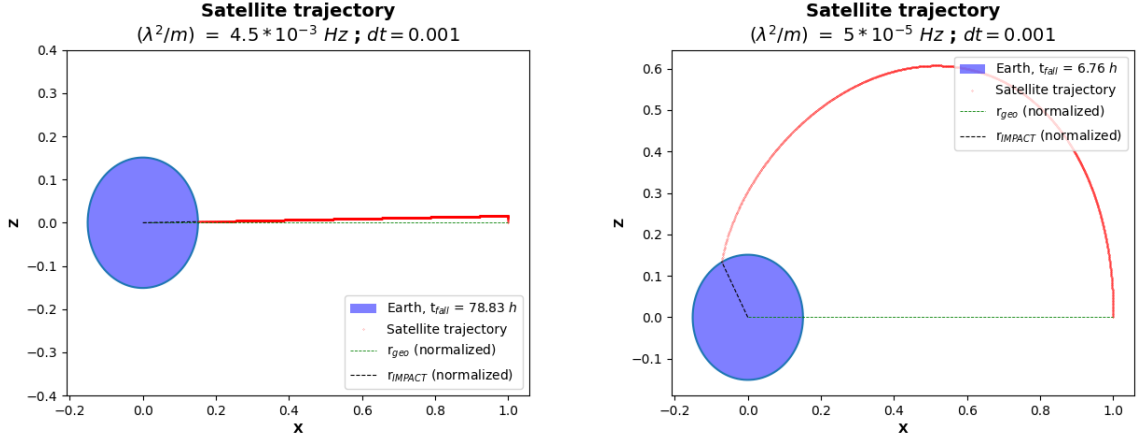 Satellite trajectory
(λ²/m) = 4.5*10⁻³ Hz ; dt = 0.001
0.4
0.3
0.2
0.1
0.0
−0.1
−0.2
−0.3
−0.4
Z
Earth, t_fall = 78.83 h
Satellite trajectory
r_geo (normalized)
r_IMPACT (normalized)
−0.2 0.0 0.2 0.4 0.6 0.8 1.0
X
Satellite trajectory
(λ²/m) = 5*10⁻⁵ Hz ; dt = 0.001
0.6
0.5
0.4
0.3
0.2
0.1
0.0
−0.1
Z
Earth, t_fall = 6.76 h
Satellite trajectory
r_geo (normalized)
r_IMPACT (normalized)
−0.2 0.0 0.2 0.4 0.6 0.8 1.0
X